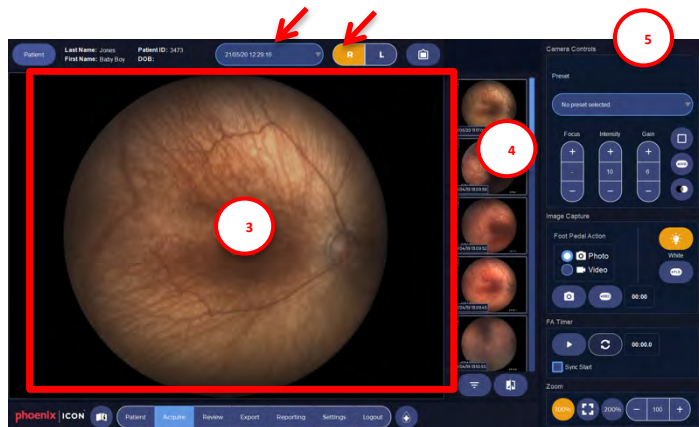 5
Patient
Last Name: Jones
Patient ID: 3473
First Name: Baby Boy
DOB:
21/05/20 12:29:16
R
L
Camera Controls
Preset
No preset selected.
Focus
Intensity
Gain
+
+
+
-
10
6
−
−
−
4
3
Image Capture
Foot Pedal Action
Photo
Video
White
00:00
FA Timer
00:00.0
Sync Start
Zoom
100%
200%
−
100
+
phoenix ICON
Patient
Acquire
Review
Export
Reporting
Settings
Logout